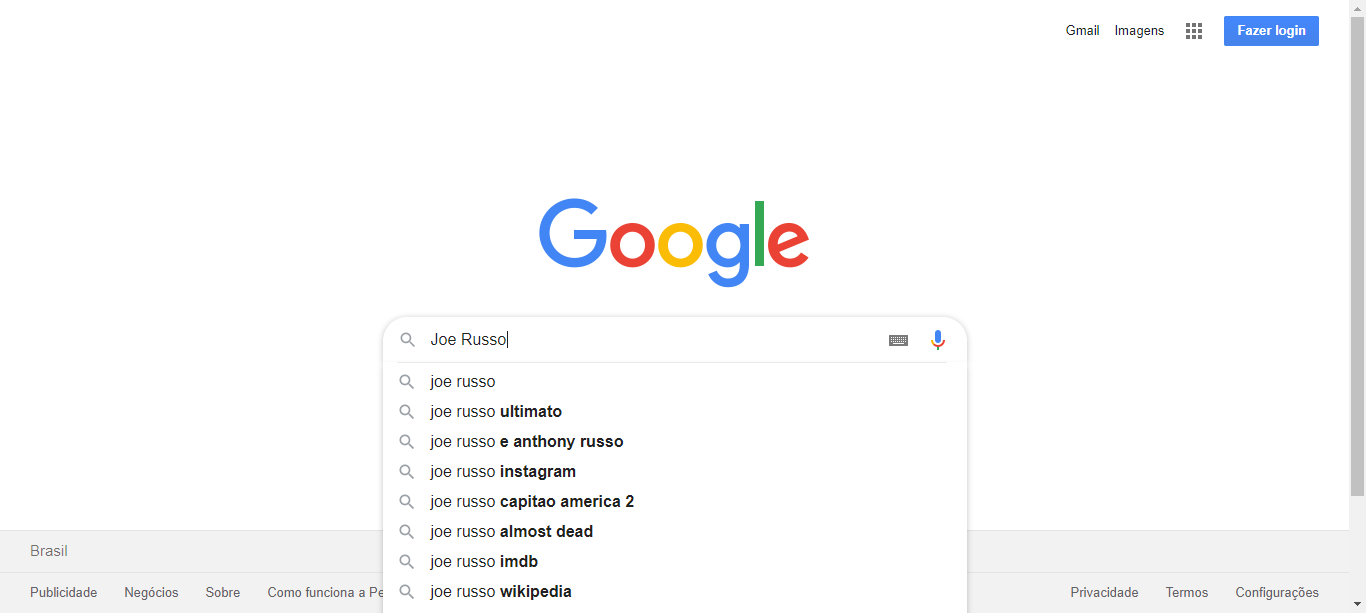 Gmail Imagens Fazer login
Google
Joe Russo
joe russo
joe russo ultimato
joe russo e anthony russo
joe russo instagram
joe russo capitao america 2
joe russo almost dead
joe russo imdb
joe russo wikipedia
Brasil
Publicidade Negócios Sobre Como funciona a Pe
Privacidade Termos Configurações